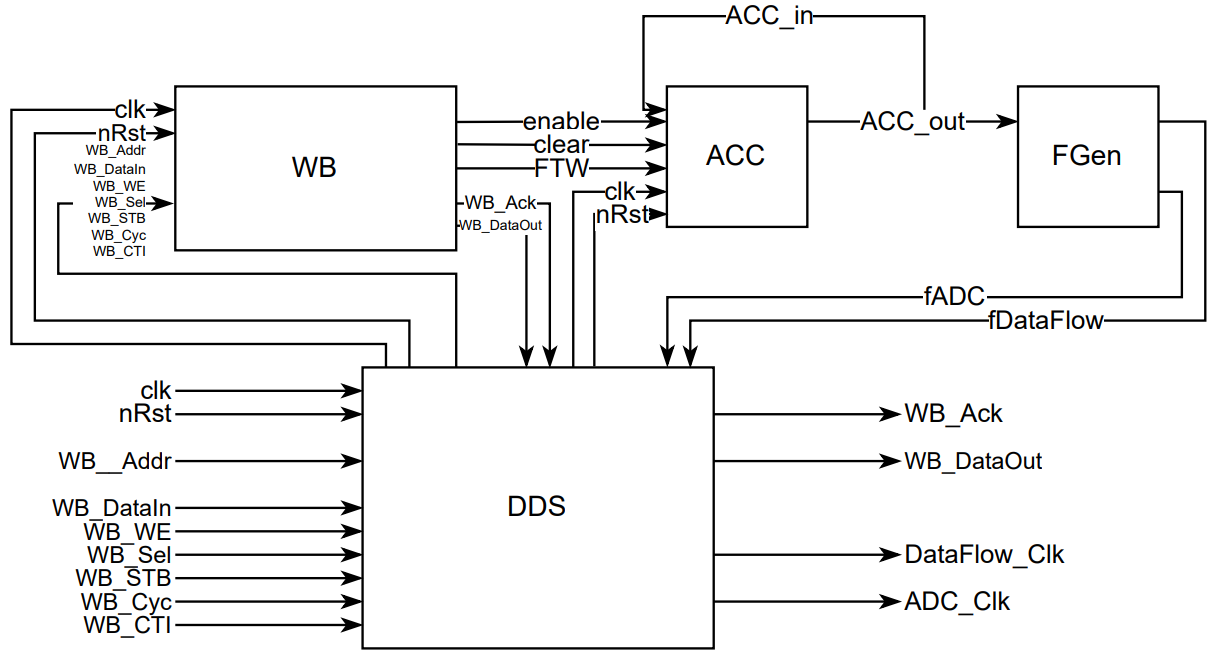 ACC_in
clk
nRst
WB_Addr
WB_DataIn
WB_WE
WB_Sel
WB_STB
WB_Cyc
WB_CTI
WB
enable
clear
FTW
WB_Ack
WB_DataOut
clk
nRst
ACC
ACC_out
FGen
fADC
fDataFlow
clk
nRst
WB__Addr
WB_DataIn
WB_WE
WB_Sel
WB_STB
WB_Cyc
WB_CTI
DDS
WB_Ack
WB_DataOut
DataFlow_Clk
ADC_Clk